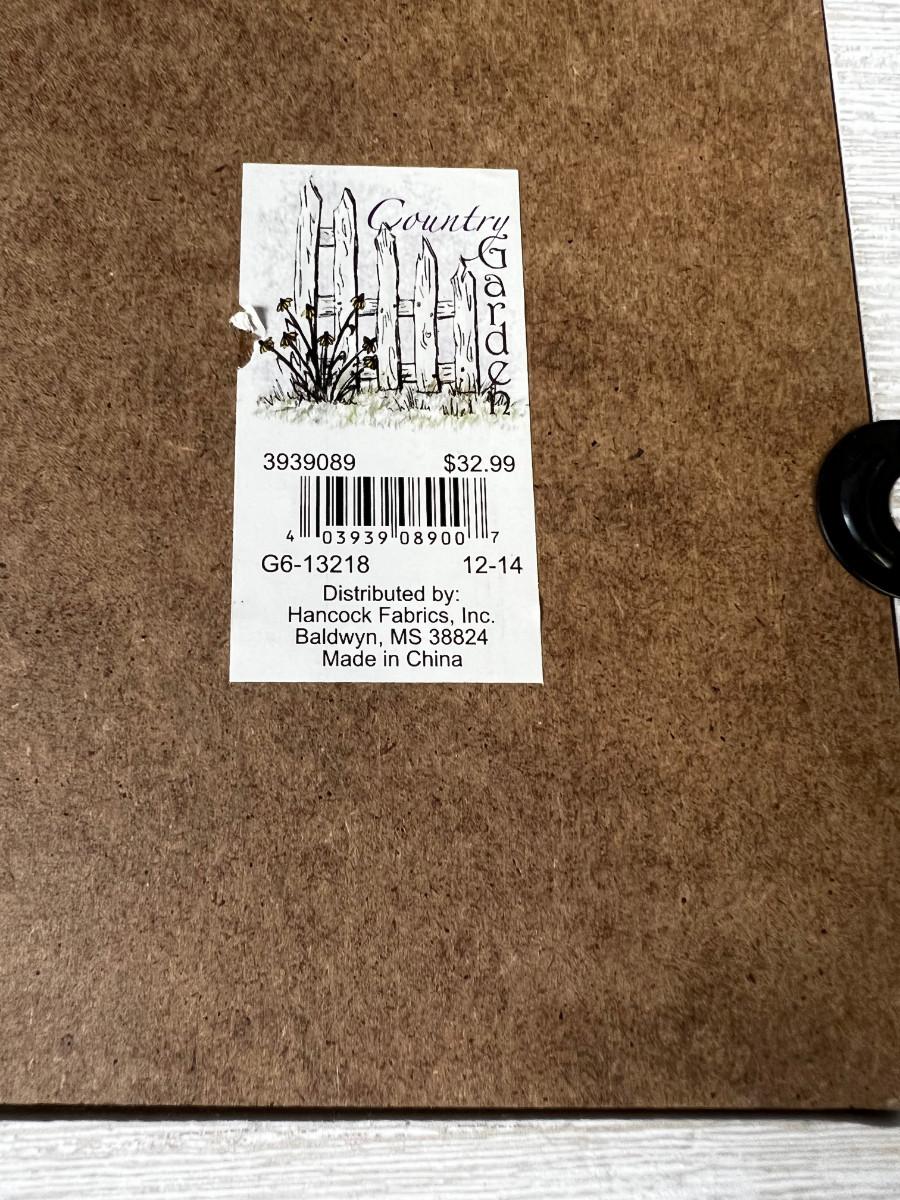 Country
Garden
3939089 $32.99
4 03939 08900 7
G6-13218 12-14
Distributed by:
Hancock Fabrics, Inc.
Baldwyn, MS 38824
Made in China